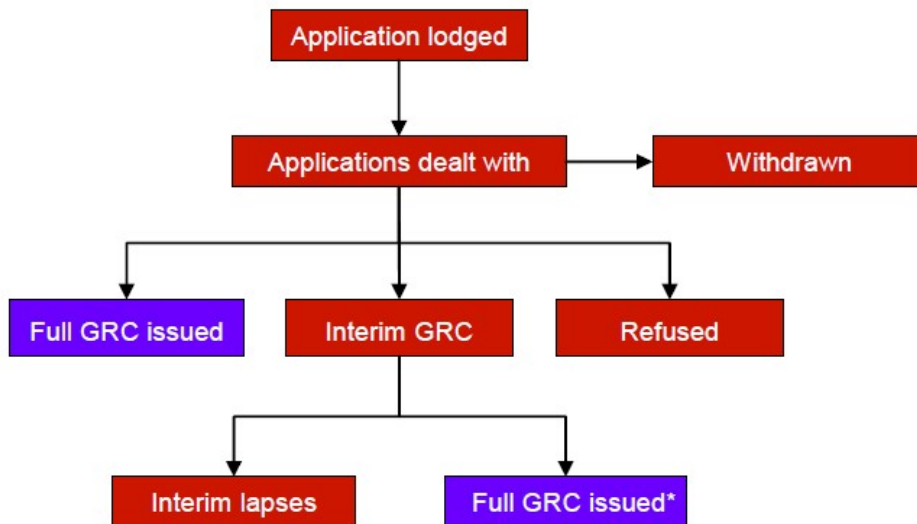 Application lodged
Applications dealt with
Withdrawn
Full GRC issued
Interim GRC
Refused
Interim lapses
Full GRC issued*